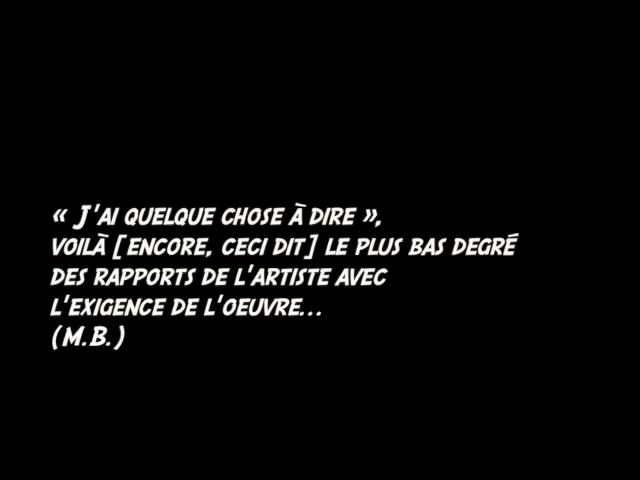 « J'AI QUELQUE CHOSE À DIRE »,
VOILÀ [ENCORE, CECI DIT] LE PLUS BAS DEGRÉ
DES RAPPORTS DE L'ARTISTE AVEC
L'EXIGENCE DE L'OEUVRE...
(M.B.)